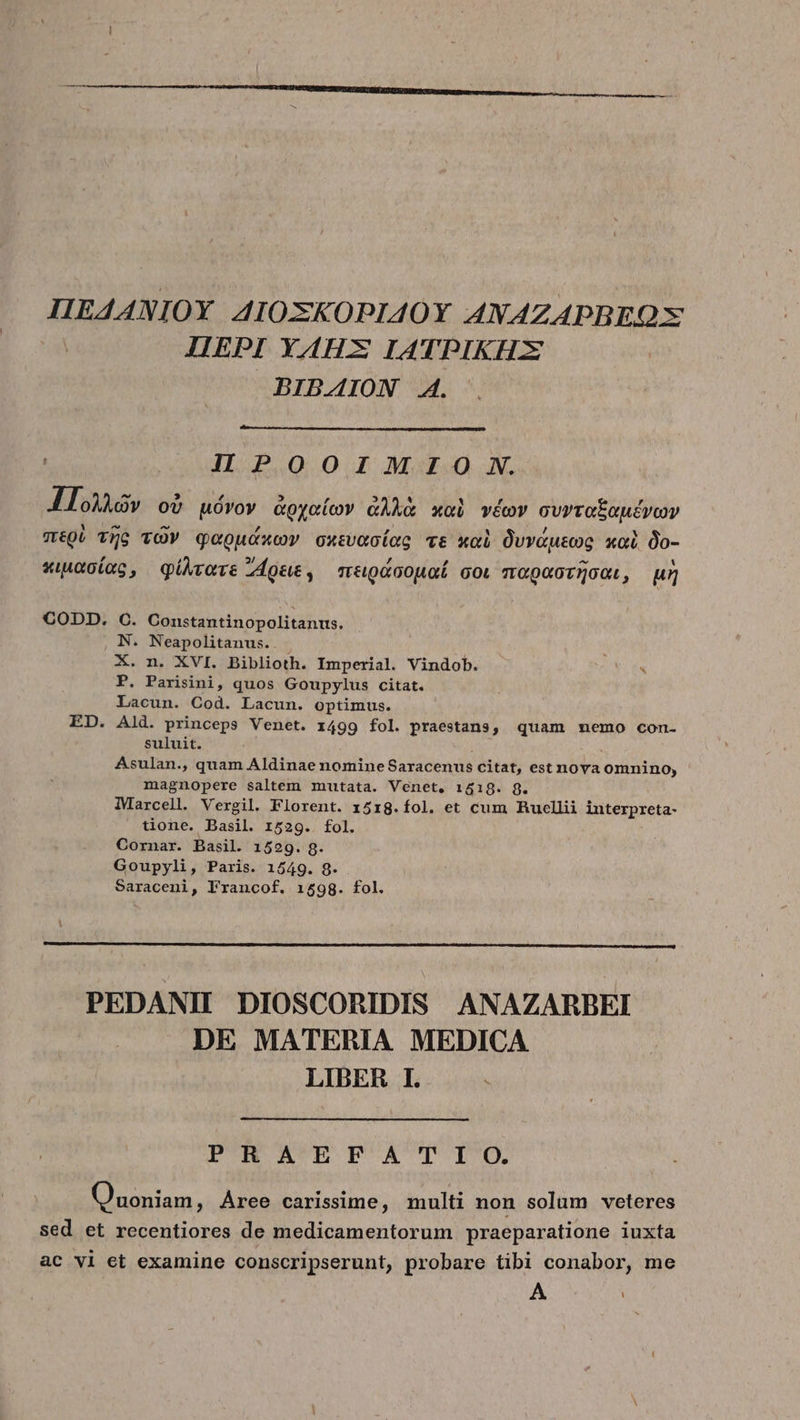 ΠΕΔΑΝΙΟΥ ΔΙΟΣΚΟΡΙΔΟΥ ΑΝΑΖΑΡΒΕΩΣ
ΠΕΡΙ ΥΛΗΣ ΙΑΤΡΙΚΗΣ
ΒΙΒΛΙΟΝ Α.
ΠΡΟΟΙΜΙΟΝ.
Πολλῶν οὐ μόνον ἀρχαίων ἀλλὰ καὶ νέων συνταξαμένων
περὶ τῆς τῶν φαρμάκων σκευασίας τε καὶ δυνάμεως καὶ δο-
κιμασίας, φίλτατε Ἄρειε, πειράσομαί σοι παραστῆσαι, μὴ
CODD. C. Constantinopolitanus.
N. Neapolitanus.
X. n. XVI. Biblioth. Imperial. Vindob.
P. Parisini, quos Goupylus citat.
Lacun. Cod. Lacun. optimus.
ED. Ald. princeps Venet. 1499 fol. praestans, quam nemo con-
suluit.
Asulan., quam Aldinae nomine Saracenus citat, est nova omnino,
magnopere saltem mutata. Venet. 1518. 8.
Marcell. Vergil. Florent. 1518. fol. et cum Ruellii interpreta-
tione. Basil. 1529. fol.
Cornar. Basil. 1529. 8.
Goupyli, Paris. 1549. 8.
Saraceni, Francof. 1598. fol.
PEDANII DIOSCORIDIS ANAZARBEI
DE MATERIA MEDICA
LIBER I.
PRAEFATIO.
Quoniam, Aree carissime, multi non solum veteres
sed et recentiores de medicamentorum praeparatione iuxta
ac vi et examine conscripserunt, probare tibi conabor, me
A